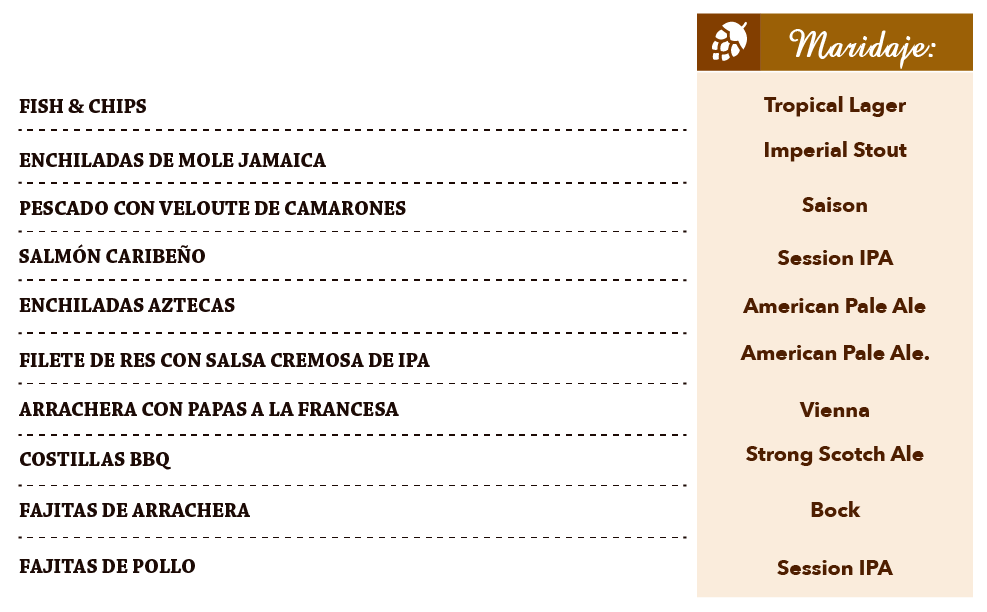 Maridaje:
FISH & CHIPS Tropical Lager
ENCHILADAS DE MOLE JAMAICA Imperial Stout
PESCADO CON VELOUTE DE CAMARONES Saison
SALMÓN CARIBEÑO Session IPA
ENCHILADAS AZTECAS American Pale Ale
FILETE DE RES CON SALSA CREMOSA DE IPA American Pale Ale.
ARRACHERA CON PAPAS A LA FRANCESA Vienna
COSTILLAS BBQ Strong Scotch Ale
FAJITAS DE ARRACHERA Bock
FAJITAS DE POLLO Session IPA